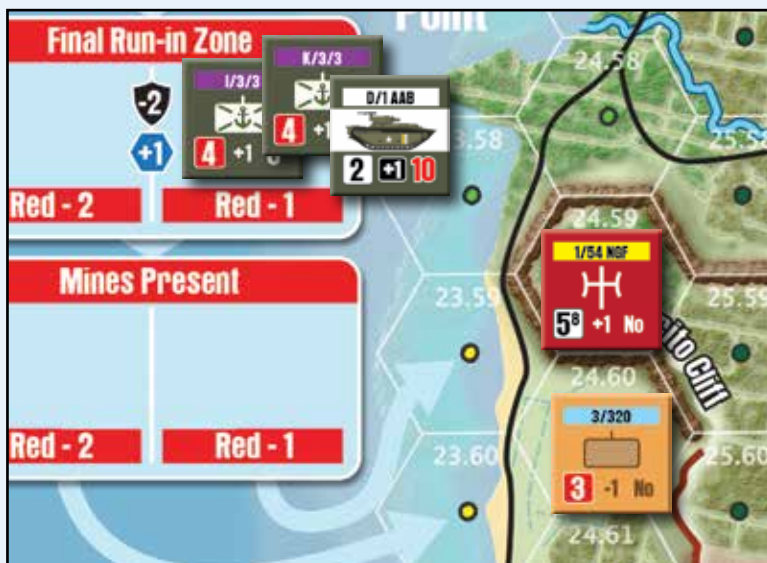 Point
Final Run-in Zone
-2
+1
Red - 2
Red - 1
I/3/3
4 +1
K/3/3
4 +1
D/1 AAB
2 +1 10
Mines Present
Red - 2
Red - 1
24.58
23.58
25.58
24.59
1/54 NGF
5⁸ +1 No
23.59
25.59
cito Cliff
24.60
3/320
3 -1 No
23.60
25.60
24.61